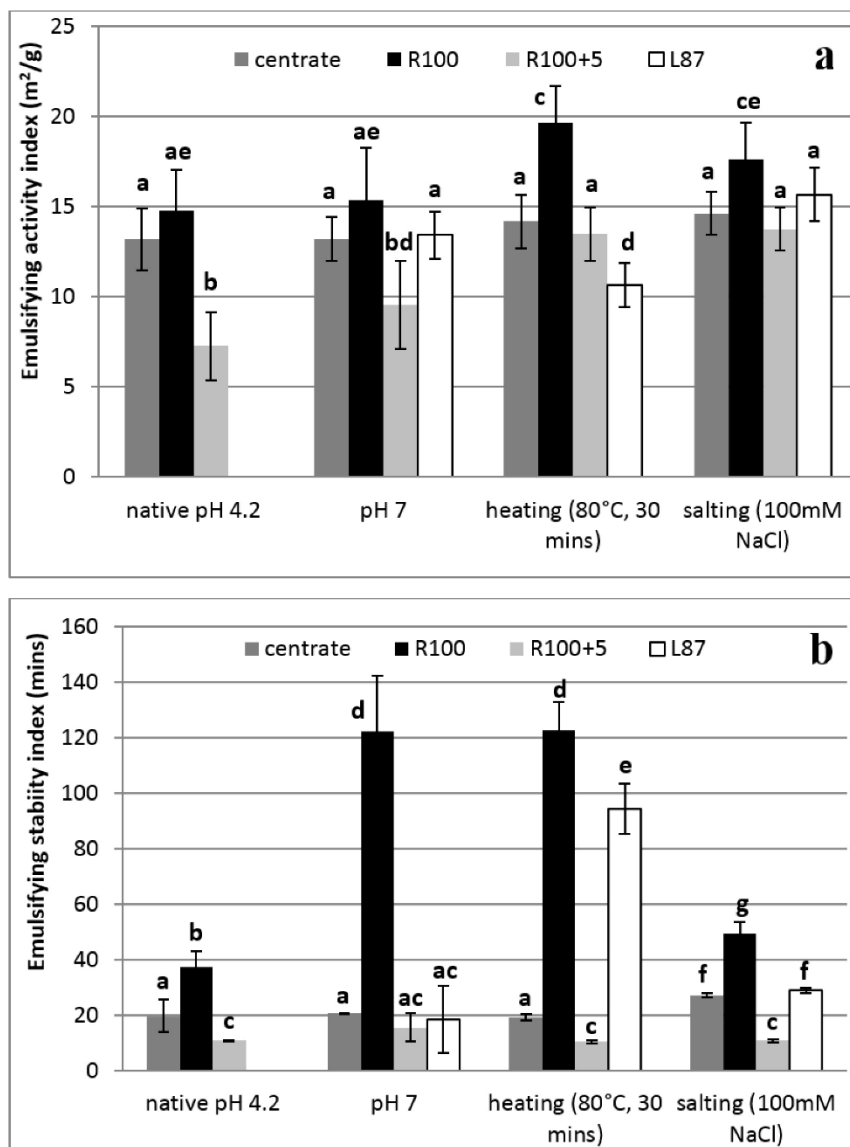 25
20
15
10
5
0
Emulsifying activity index (m²/g)
centrate R100 R100+5 L87
a
a ae b
a ae bd a
a c a d
a ce a a
native pH 4.2 pH 7 heating (80°C, 30 salting (100mM
mins) NaCl)
160
140
120
100
80
60
40
20
0
Emulsifying stabiity index (mins)
centrate R100 R100+5 L87
b
a b c
a d ac ac
a d c e
f g c f
native pH 4.2 pH 7 heating (80°C, 30 salting (100mM
mins) NaCl)